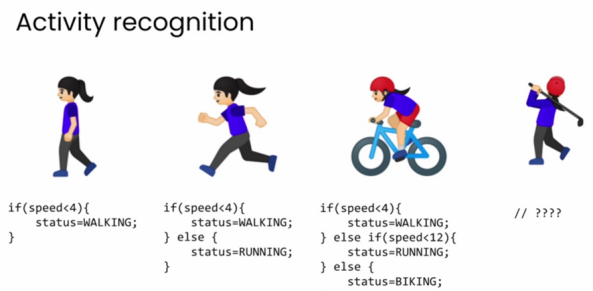 Activity recognition
if(speed<4){
    status=WALKING;
}
if(speed<4){
    status=WALKING;
} else {
    status=RUNNING;
}
if(speed<4){
    status=WALKING;
} else if(speed<12){
    status=RUNNING;
} else {
    status=BIKING;
// ????